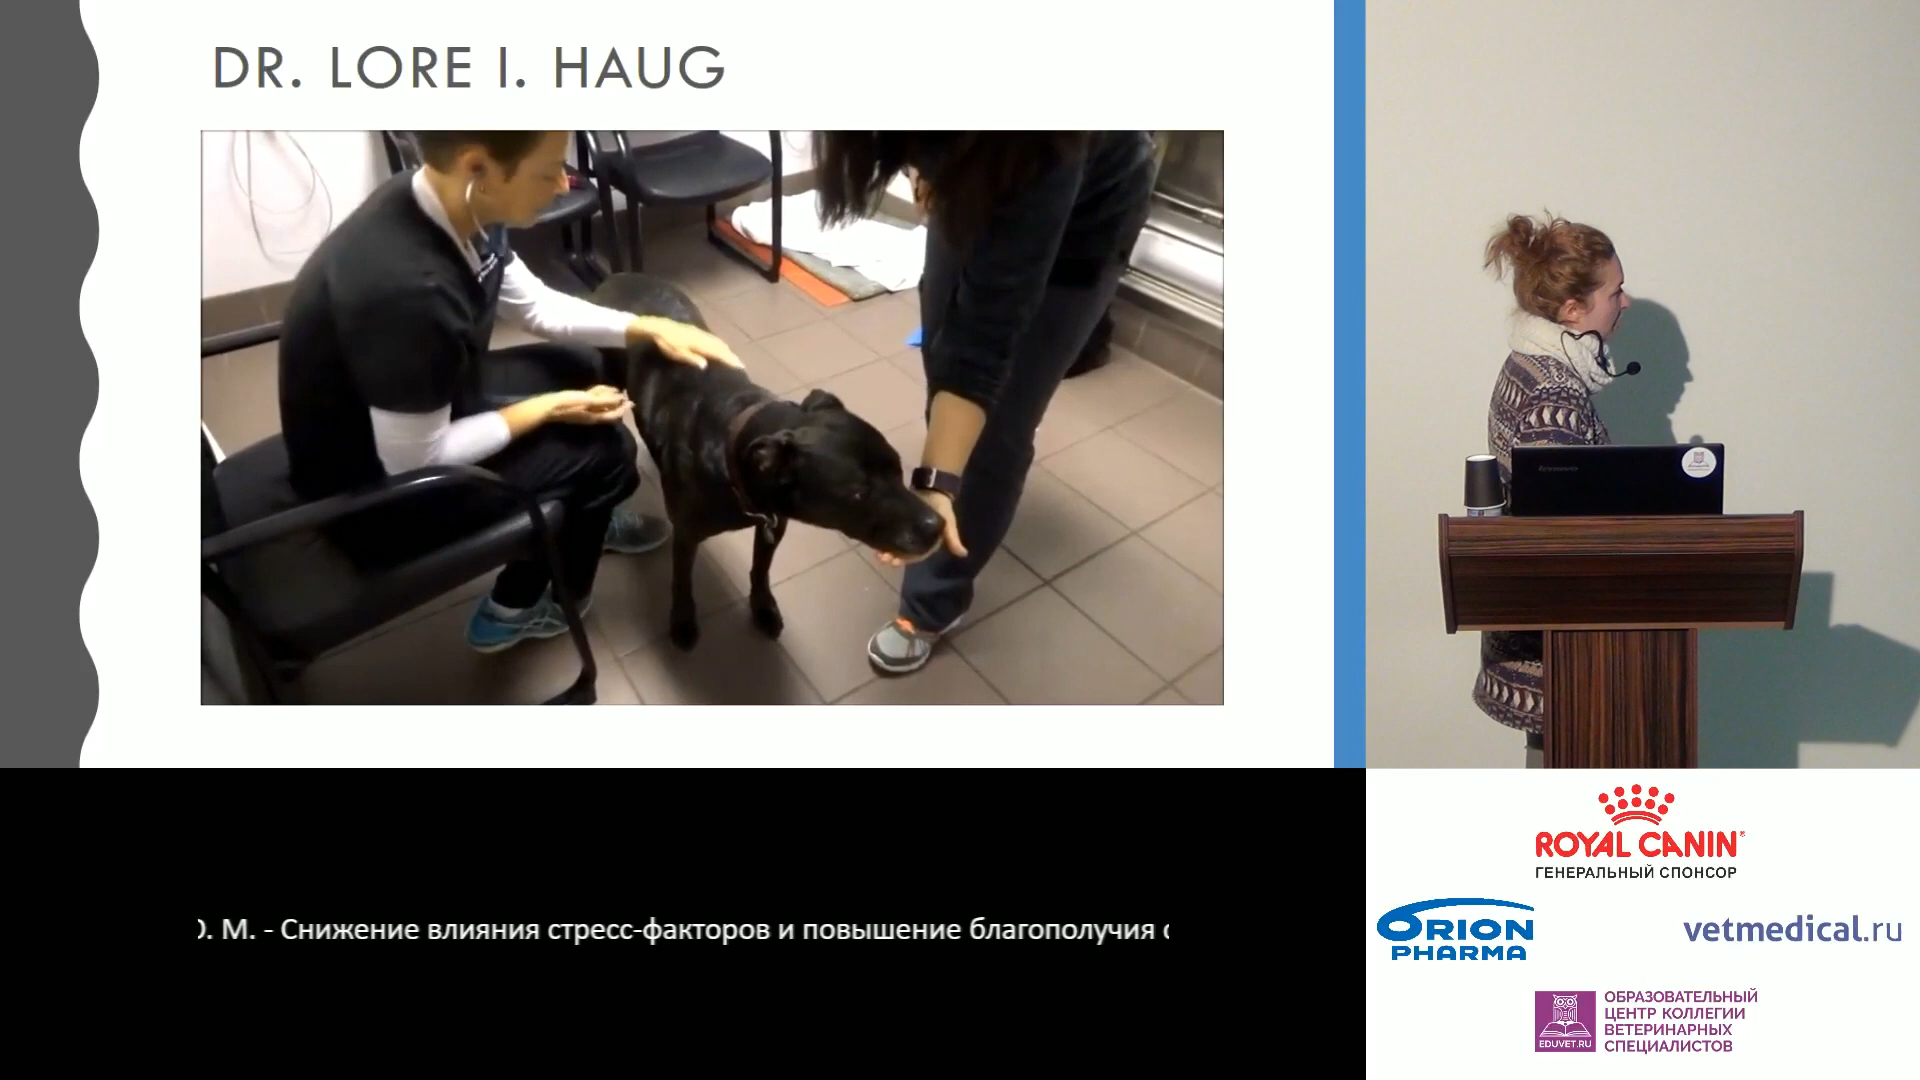 DR. LORE I. HAUG
. М. - Снижение влияния стресс-факторов и повышение благополучия
ROYAL CANIN
ГЕНЕРАЛЬНЫЙ СПОНСОР
ORION
PHARMA
vetmedical.ru
EDUVET.RU
ОБРАЗОВАТЕЛЬНЫЙ
ЦЕНТР КОЛЛЕГИИ
ВЕТЕРИНАРНЫХ
СПЕЦИАЛИСТОВ